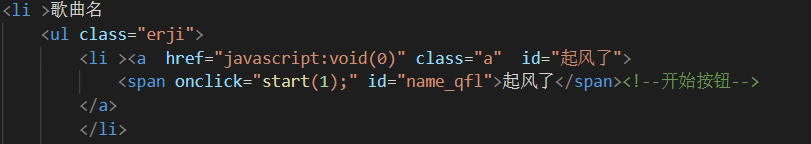 <li >歌曲名
<ul class="erji">
<li ><a  href="javascript:void(0)" class="a"  id="起风了">
<span onclick="start(1);" id="name_qfl">起风了</span><!--开始按钮-->
</a>
</li>